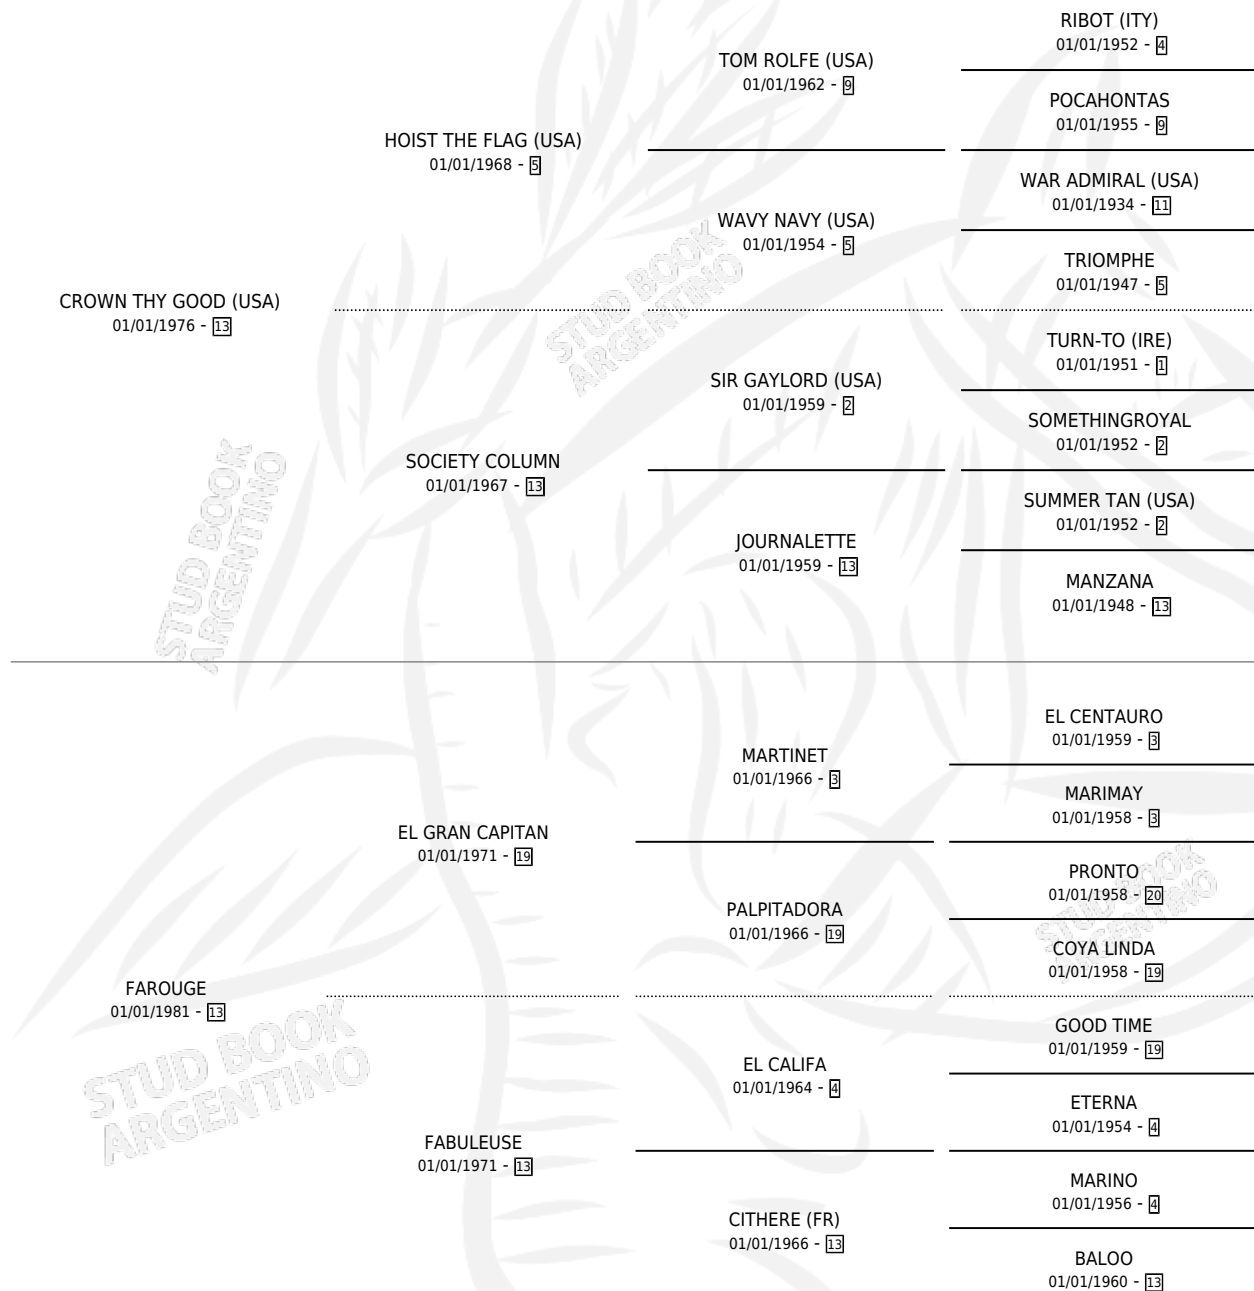 RIBOT (ITY)
01/01/1952 - 4
TOM ROLFE (USA)
01/01/1962 - 9
POCAHONTAS
01/01/1955 - 9
HOIST THE FLAG (USA)
01/01/1968 - 5
WAR ADMIRAL (USA)
01/01/1934 - 11
WAVY NAVY (USA)
01/01/1954 - 5
TRIOMPHE
01/01/1947 - 5
CROWN THY GOOD (USA)
01/01/1976 - 13
TURN-TO (IRE)
01/01/1951 - 1
SIR GAYLORD (USA)
01/01/1959 - 2
SOMETHINGROYAL
01/01/1952 - 2
SOCIETY COLUMN
01/01/1967 - 13
SUMMER TAN (USA)
01/01/1952 - 2
JOURNALETTE
01/01/1959 - 13
MANZANA
01/01/1948 - 13
EL CENTAURO
01/01/1959 - 3
MARTINET
01/01/1966 - 3
MARIMAY
01/01/1958 - 3
EL GRAN CAPITAN
01/01/1971 - 19
PRONTO
01/01/1958 - 20
PALPITADORA
01/01/1966 - 19
COYA LINDA
01/01/1958 - 19
FAROUGE
01/01/1981 - 13
GOOD TIME
01/01/1959 - 19
EL CALIFA
01/01/1964 - 4
ETERNA
01/01/1954 - 4
FABULEUSE
01/01/1971 - 13
MARINO
01/01/1956 - 4
CITHERE (FR)
01/01/1966 - 13
BALOO
01/01/1960 - 13
STUD BOOK
ARGENTINO
STUD BOOK
ARGENTINO
STUD BOOK
ARGENTINO
STUD BOOK
ARGENTINO